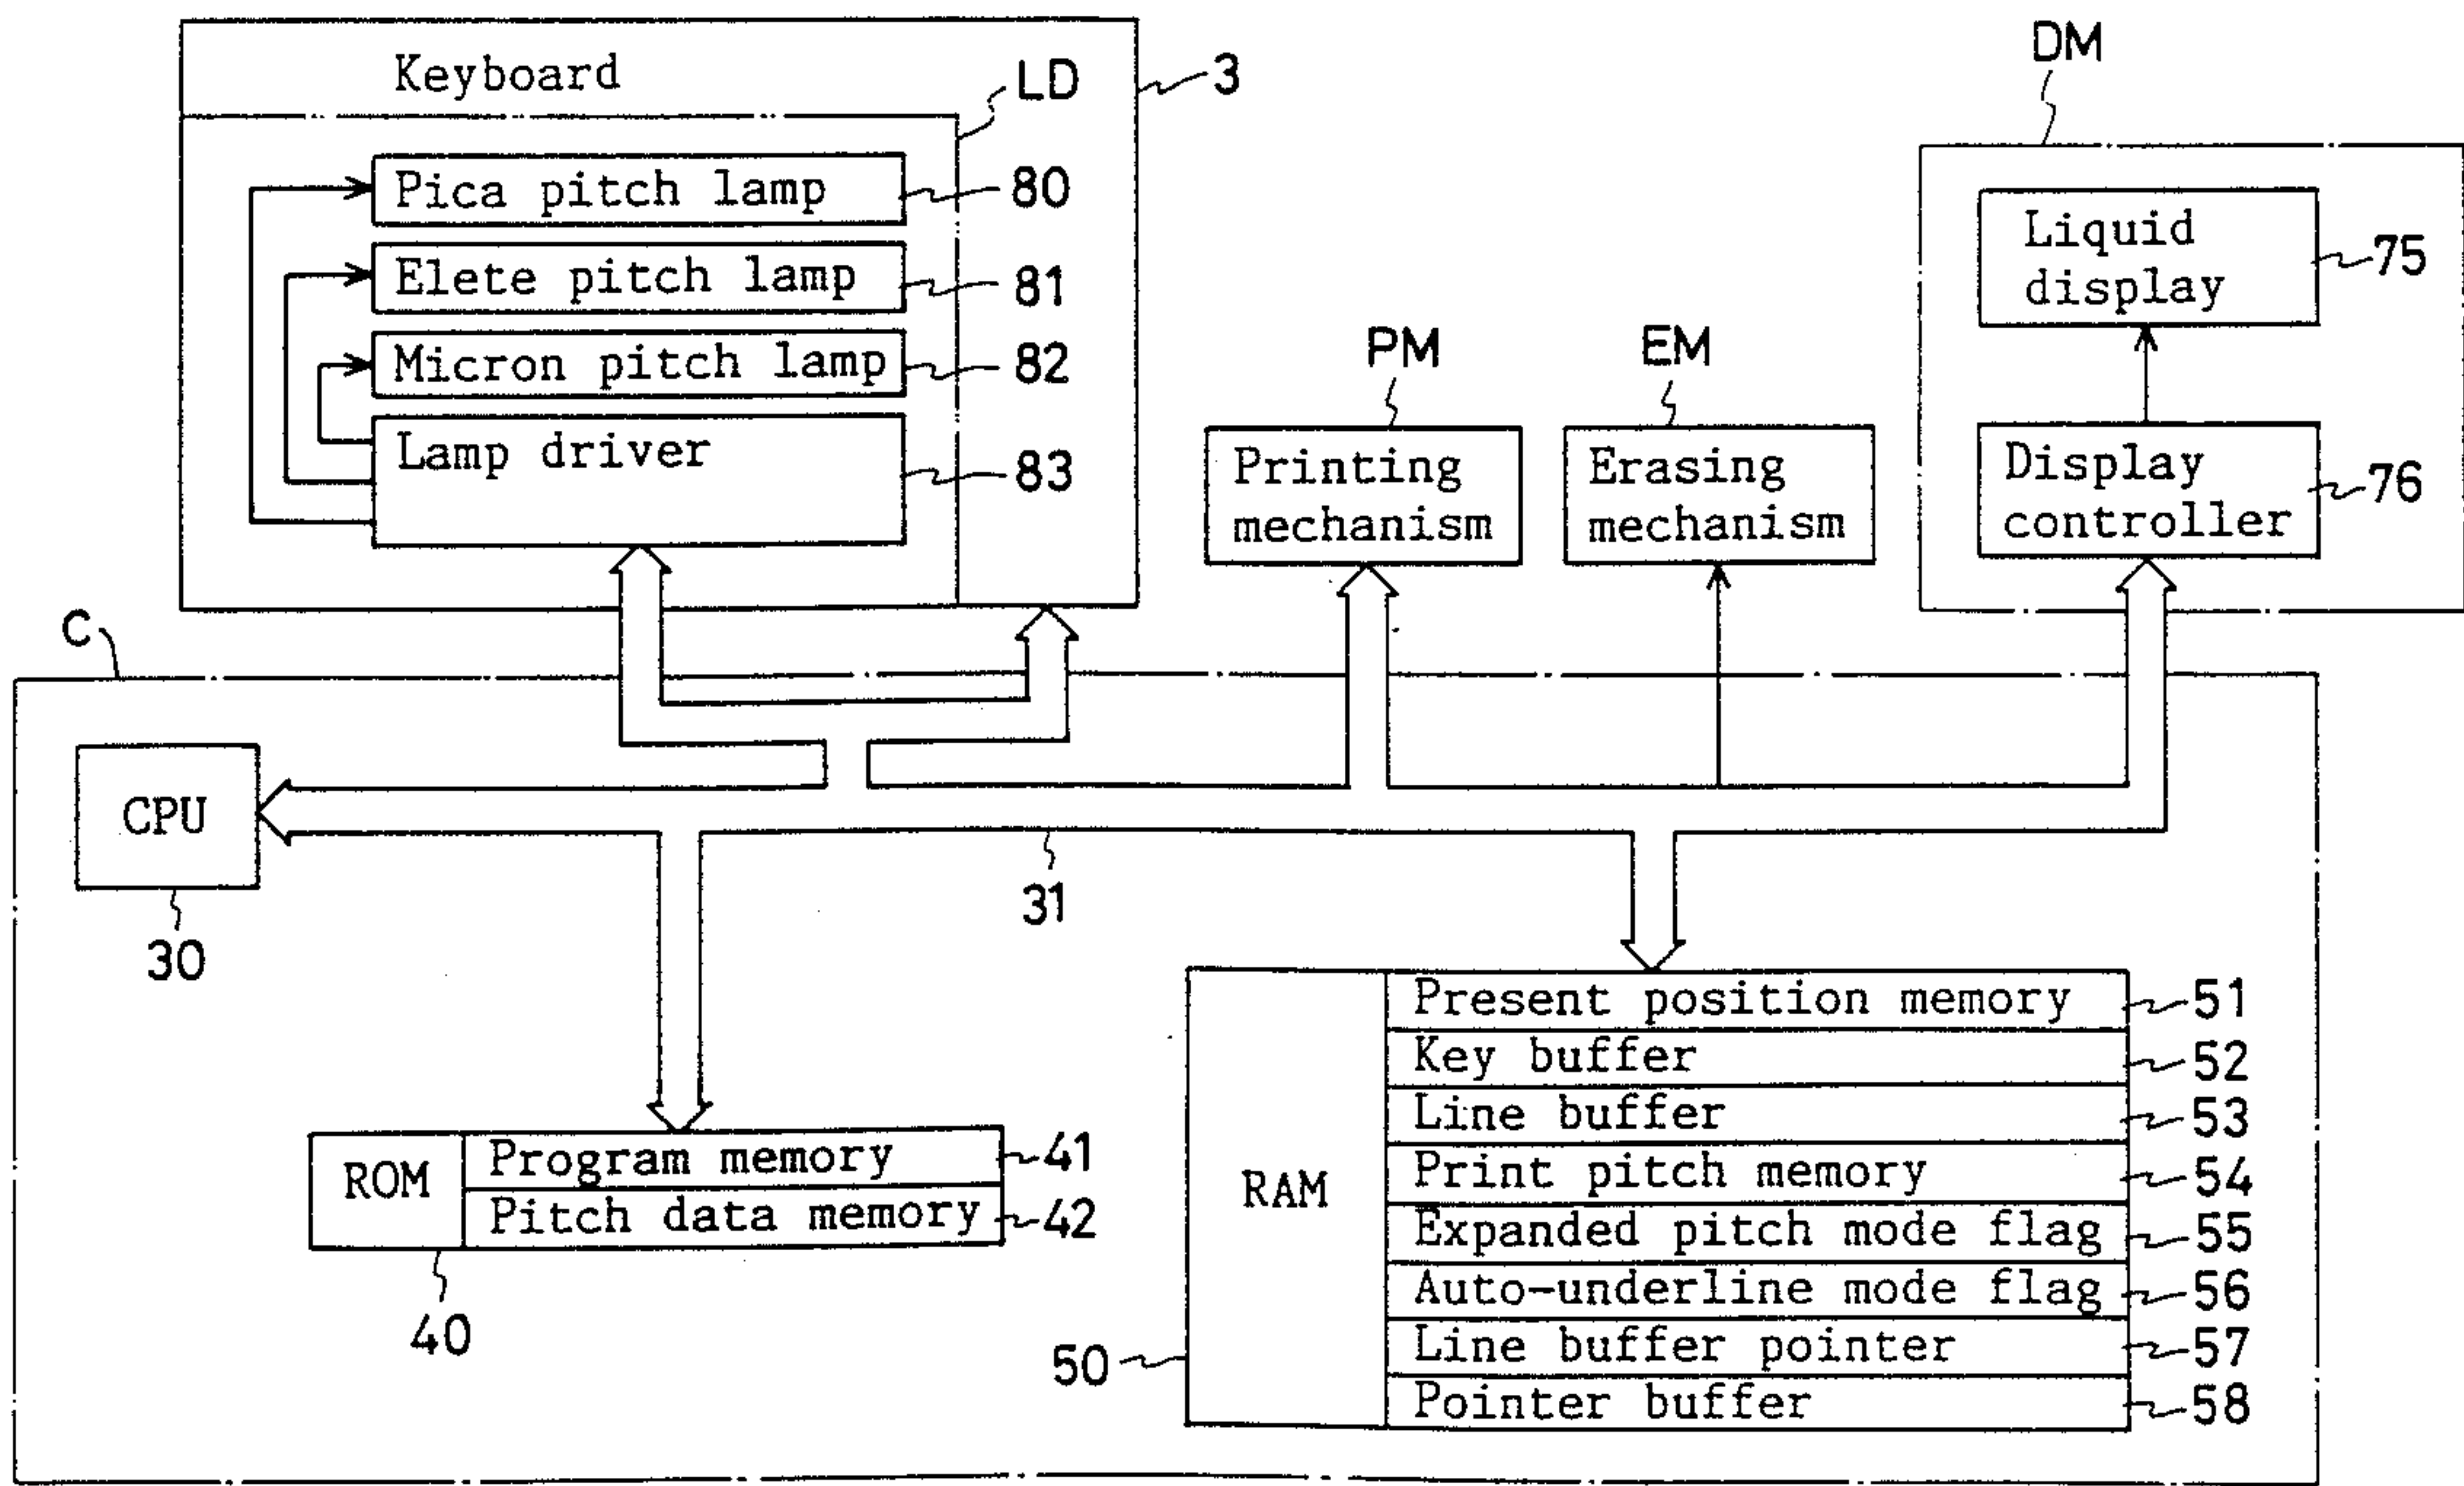 Keyboard
LD
3
DM
Pica pitch lamp
80
Elete pitch lamp
81
Micron pitch lamp
82
Lamp driver
83
PM
Printing
mechanism
EM
Erasing
mechanism
Liquid
display
75
Display
controller
76
C
CPU
30
31
ROM
Program memory
41
Pitch data memory
42
40
RAM
50
Present position memory
51
Key buffer
52
Line buffer
53
Print pitch memory
54
Expanded pitch mode flag
55
Auto-underline mode flag
56
Line buffer pointer
57
Pointer buffer
58